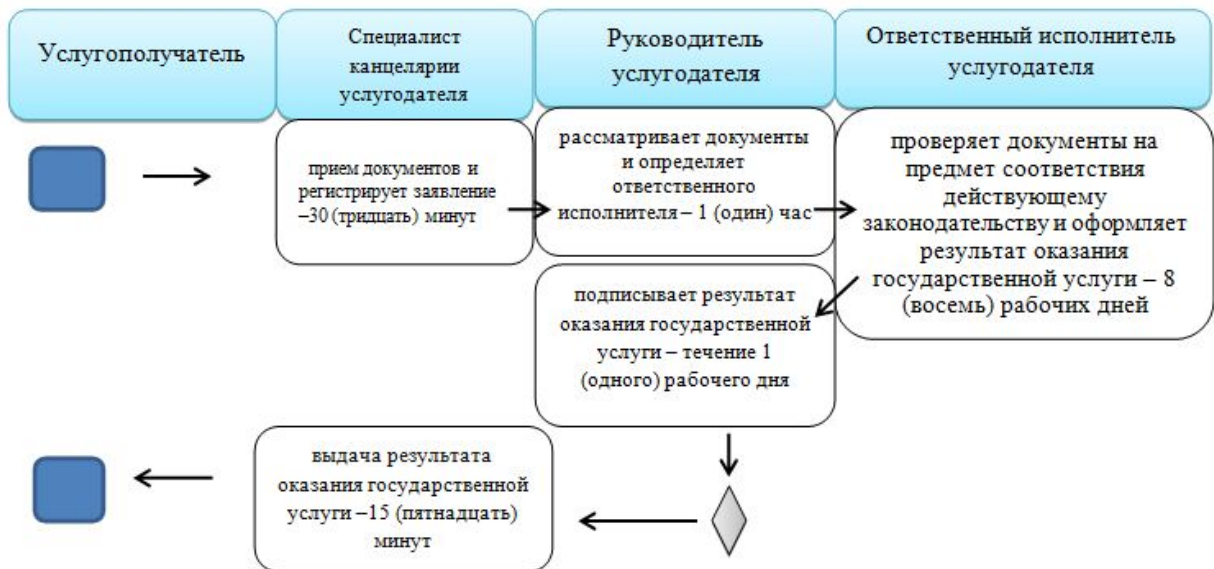 Услугополучатель
Специалист
канцелярии
услугодателя
Руководитель
услугодателя
Ответственный исполнитель
услугодателя
прием документов и
регистрирует заявление
–30 (тридцать) минут
рассматривает документы
и определяет
ответственного
исполнителя – 1 (один) час
проверяет документы на
предмет соответствия
действующему
законодательству и оформляет
результат оказания
государственной услуги – 8
(восемь) рабочих дней
подписывает результат
оказания государственной
услуги – течение 1
(одного) рабочего дня
выдача результата
оказания государственной
услуги –15 (пятнадцать)
минут